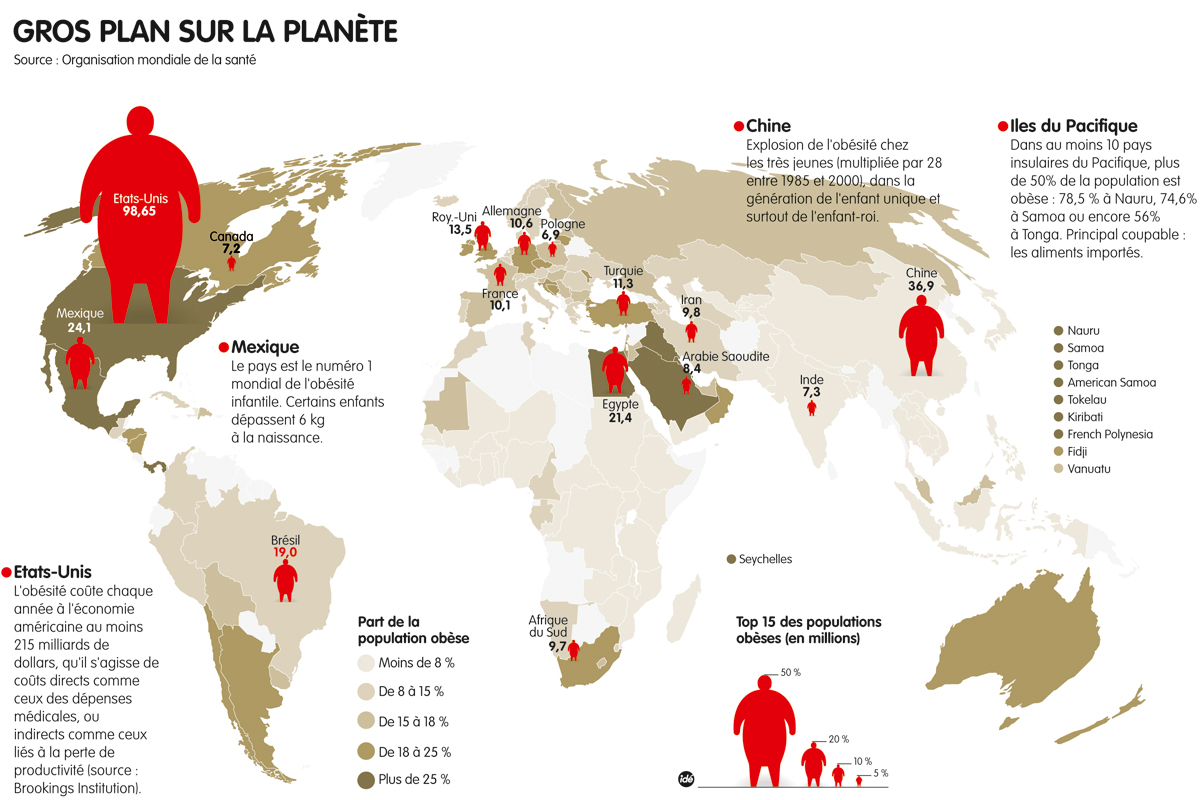 GROS PLAN SUR LA PLANÈTE
Source : Organisation mondiale de la santé
Etats-Unis
98,65
Canada
7,2
Mexique
24,1
Mexique
Le pays est le numéro 1
mondial de l'obésité
infantile. Certains enfants
dépassent 6 kg
à la naissance.
Roy.-Uni
13,5
Allemagne
10,6
Pologne
6,9
France
10,1
Turquie
11,3
Iran
9,8
Arabie Saoudite
8,4
Egypte
21,4
Inde
7,3
Chine
36,9
Chine
Explosion de l'obésité chez
les très jeunes (multipliée par 28
entre 1985 et 2000), dans la
génération de l'enfant unique et
surtout de l'enfant-roi.
Iles du Pacifique
Dans au moins 10 pays
insulaires du Pacifique, plus
de 50% de la population est
obèse : 78,5 % à Nauru, 74,6%
à Samoa ou encore 56%
à Tonga. Principal coupable :
les aliments importés.
Nauru
Samoa
Tonga
American Samoa
Tokelau
Kiribati
French Polynesia
Fidji
Vanuatu
Seychelles
Brésil
19,0
Afrique
du Sud
9,7
Etats-Unis
L'obésité coûte chaque
année à l'économie
américaine au moins
215 milliards de
dollars, qu'il s'agisse de
coûts directs comme
ceux des dépenses
médicales, ou
indirects comme ceux
liés à la perte de
productivité (source :
Brookings Institution).
Part de la
population obèse
Moins de 8 %
De 8 à 15 %
De 15 à 18 %
De 18 à 25 %
Plus de 25 %
Top 15 des populations
obèses (en millions)
50 %
20 %
10 %
5 %
idé